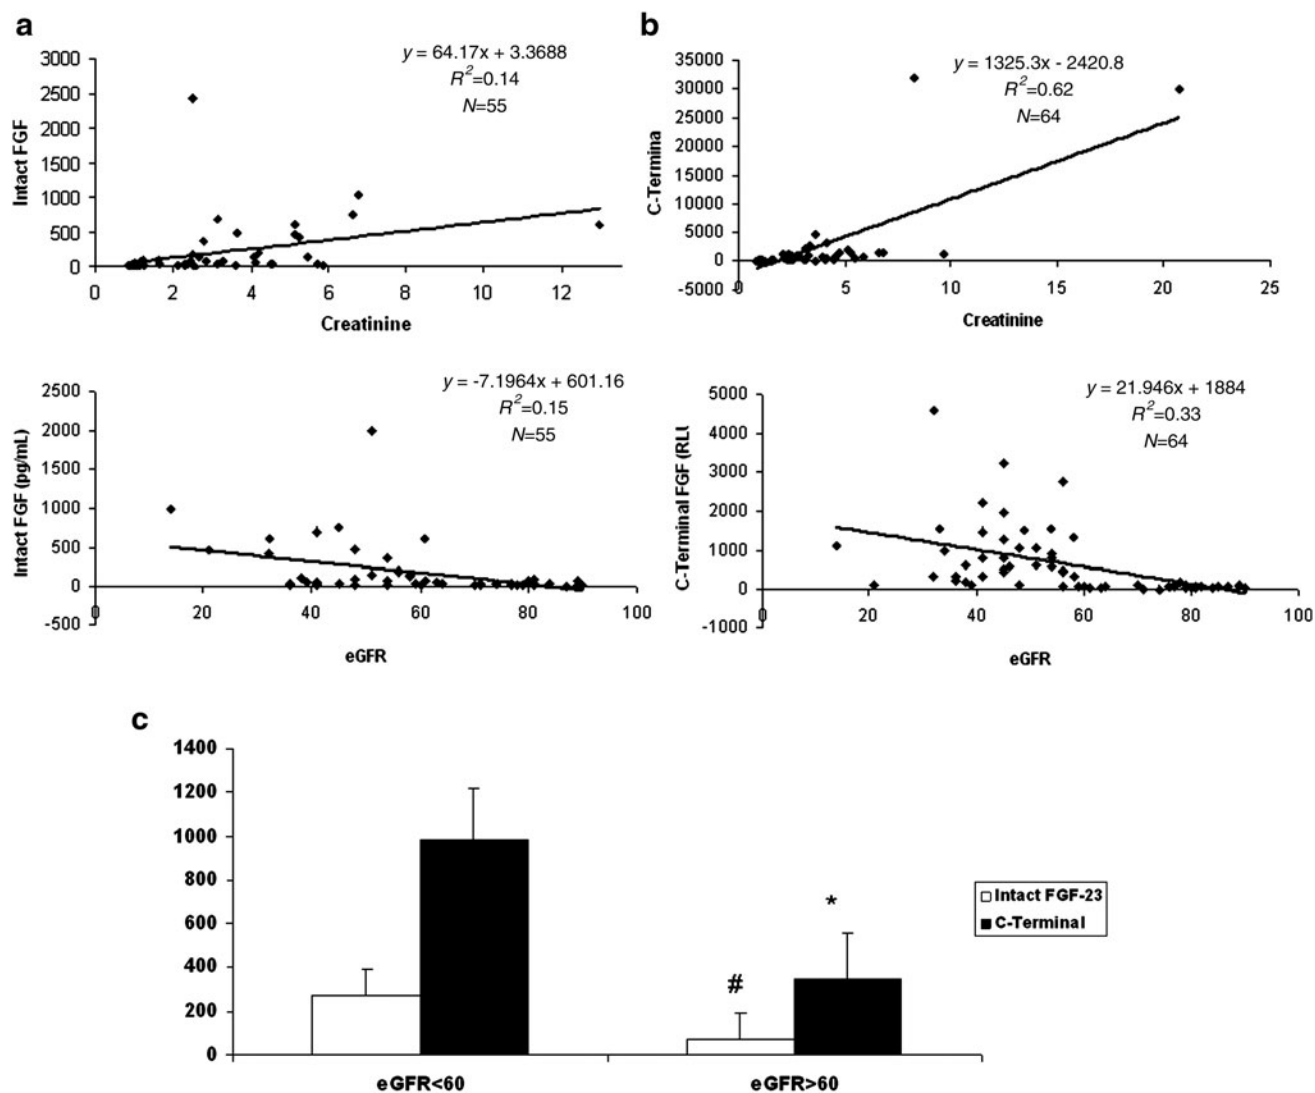 a
y = 64.17x + 3.3688
R²=0.14
N=55
3000
2500
2000
1500
1000
500
0
Intact FGF
0 2 4 6 8 10 12
Creatinine
b
y = 1325.3x - 2420.8
R²=0.62
N=64
35000
30000
25000
20000
15000
10000
5000
0
-5000
C-Termina
0 5 10 15 20 25
Creatinine
y = -7.1964x + 601.16
R²=0.15
N=55
2500
2000
1500
1000
500
0
-500
Intact FGF (pg/mL)
0 20 40 60 80 100
eGFR
y = 21.946x + 1884
R²=0.33
N=64
5000
4000
3000
2000
1000
0
-1000
C-Terminal FGF (RLU
0 20 40 60 80 100
eGFR
c
1400
1200
1000
800
600
400
200
0
#
*
Intact FGF-23
C-Terminal
eGFR<60 eGFR>60